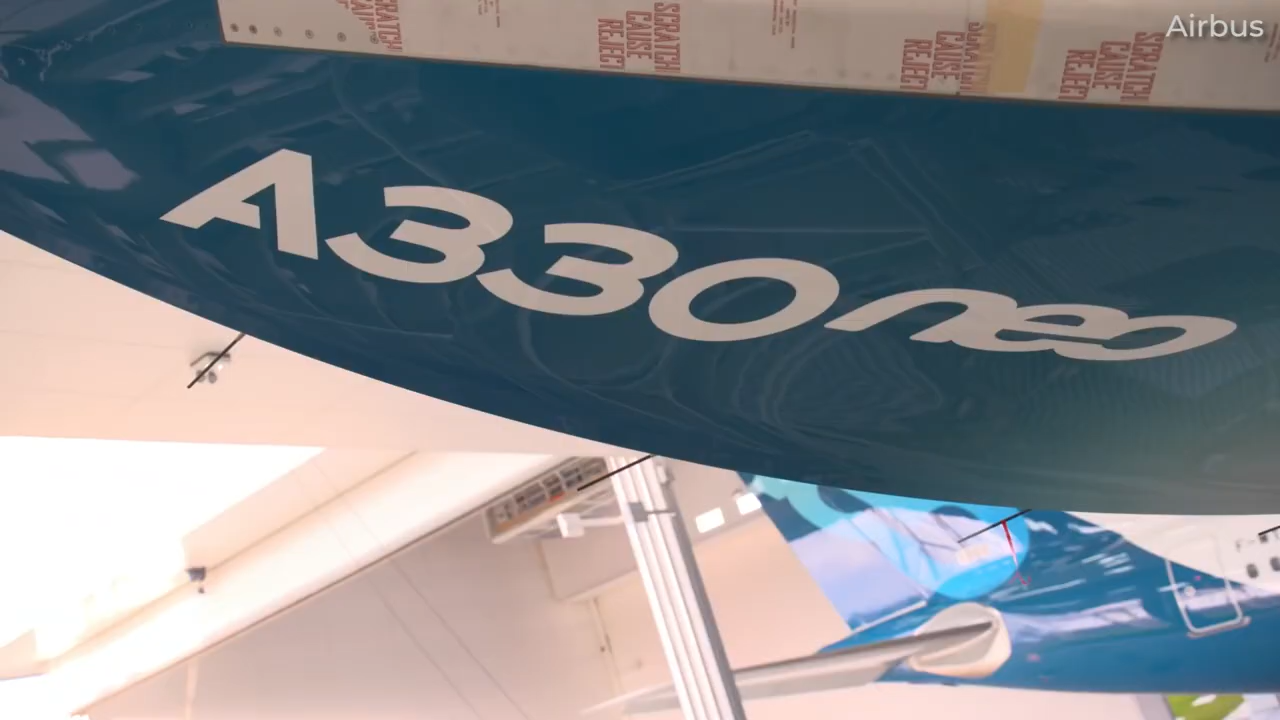 Airbus
SCRATCH
CAUSE
REJECT
SCRATCH
CAUSE
REJECT
SCRATCH
CAUSE
REJECT
A330neo